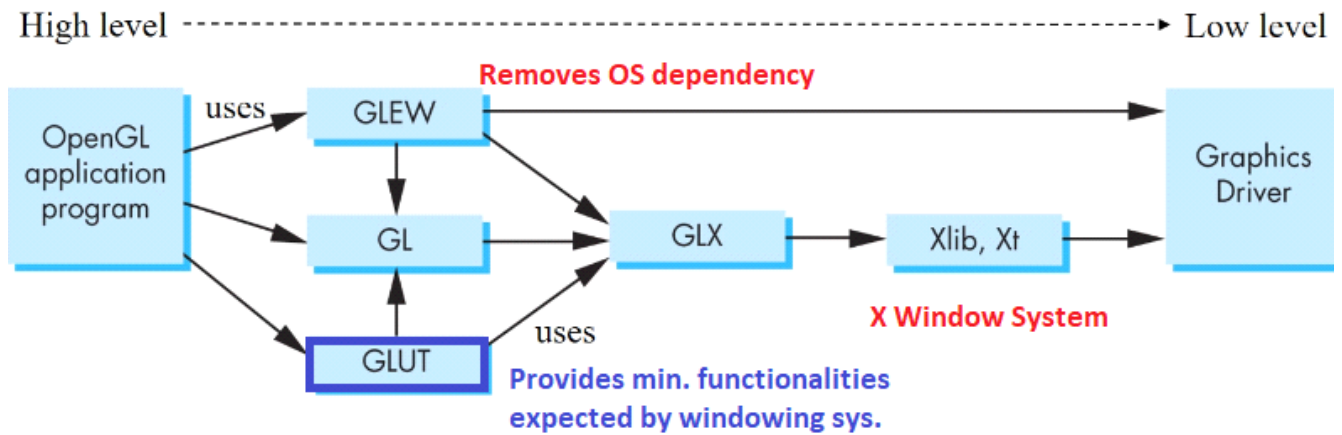 High level
Low level
Removes OS dependency
uses
GLEW
OpenGL
application
program
Graphics
Driver
GL
GLX
Xlib, Xt
X Window System
uses
GLUT
Provides min. functionalities
expected by windowing sys.